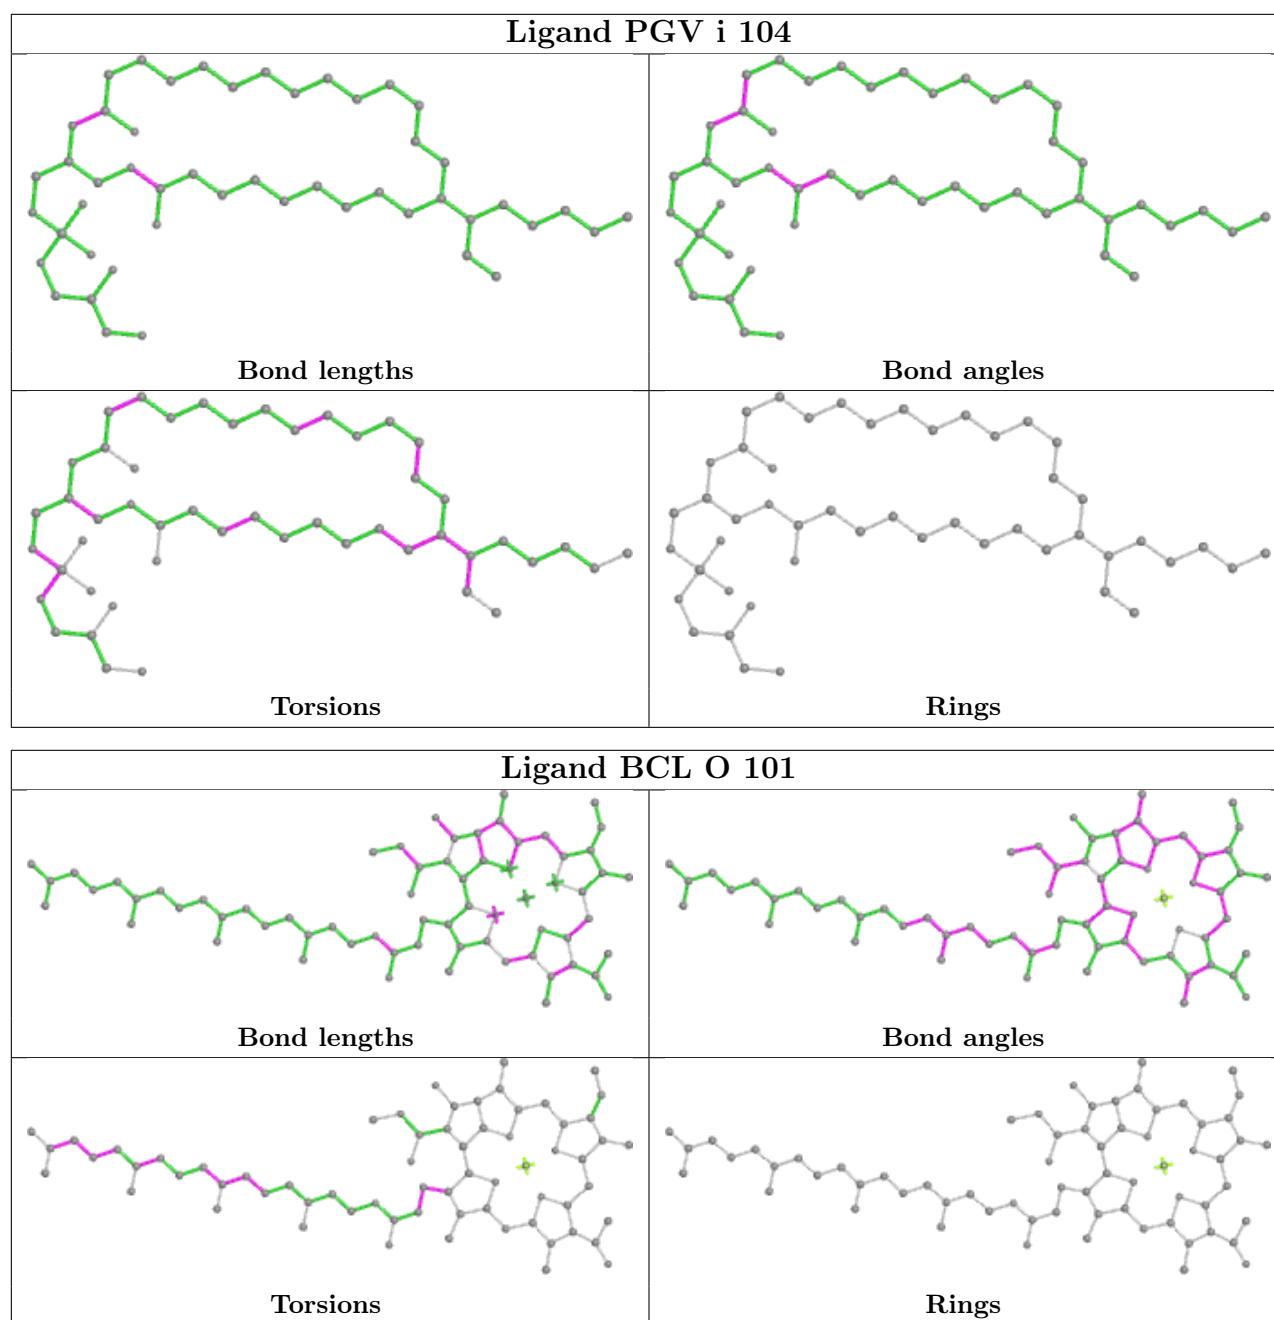 Ligand PGV i 104
Bond lengths
Bond angles
Torsions
Rings
Ligand BCL O 101
Bond lengths
Bond angles
Torsions
Rings